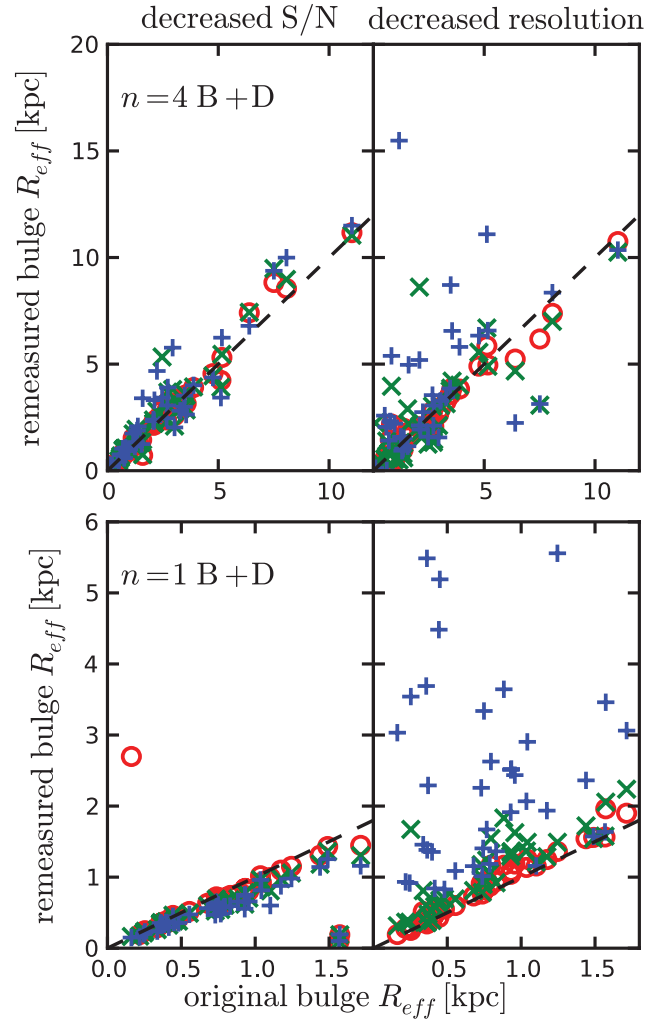 decreased S/N decreased resolution
20
15
10
5
0
n=4 B+D
remeasured bulge R_eff [kpc]
0 5 10 5 10
6
5
4
3
2
1
0
n=1 B+D
remeasured bulge R_eff [kpc]
0.0 0.5 1.0 1.5 0.5 1.0 1.5
original bulge R_eff [kpc]